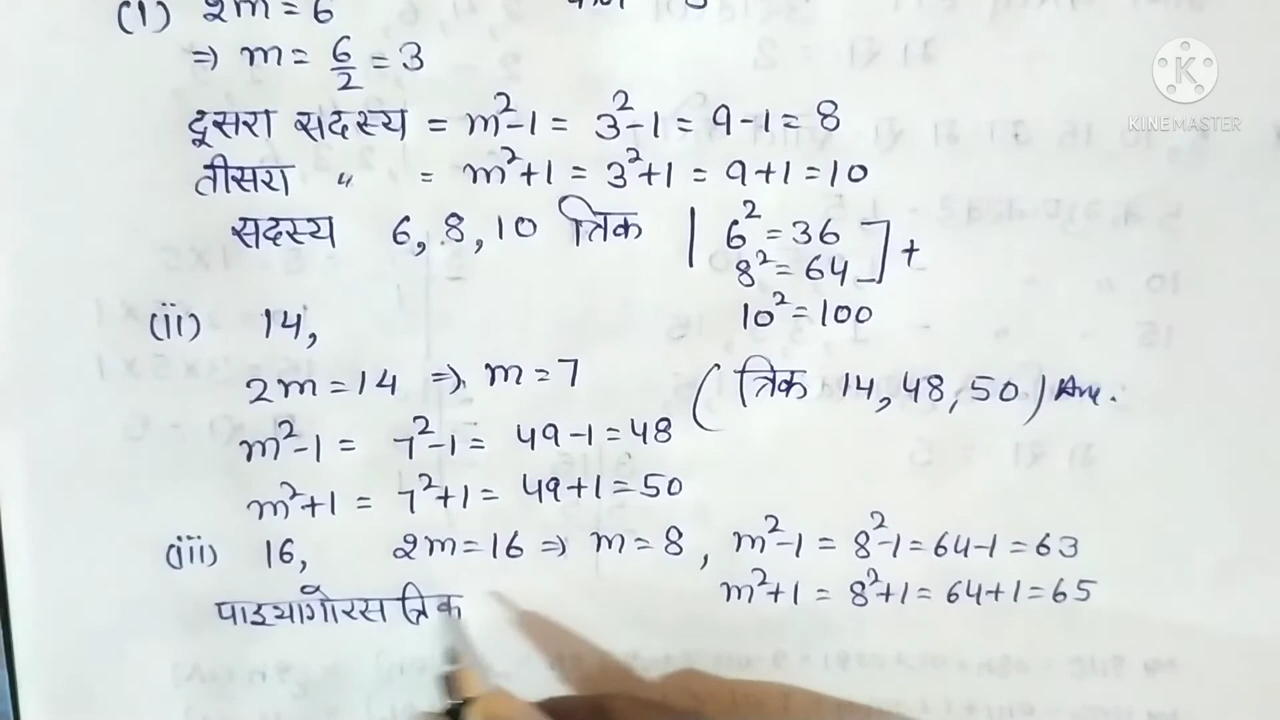 (i) 2m = 6
⇒ m = 6/2 = 3
दूसरा सदस्य = m²-1 = 3²-1 = 9-1 = 8
तीसरा " = m²+1 = 3²+1 = 9+1 = 10
सदस्य 6, 8, 10 त्रिक | 6² = 36
8² = 64 ] +
10² = 100
(ii) 14,
2m = 14 ⇒ m = 7
(त्रिक 14, 48, 50) Ans.
m²-1 = 7²-1 = 49-1 = 48
m²+1 = 7²+1 = 49+1 = 50
(iii) 16, 2m = 16 ⇒ m = 8, m²-1 = 8²-1 = 64-1 = 63
m²+1 = 8²+1 = 64+1 = 65
पाइथागोरस त्रिक
KINEMASTER